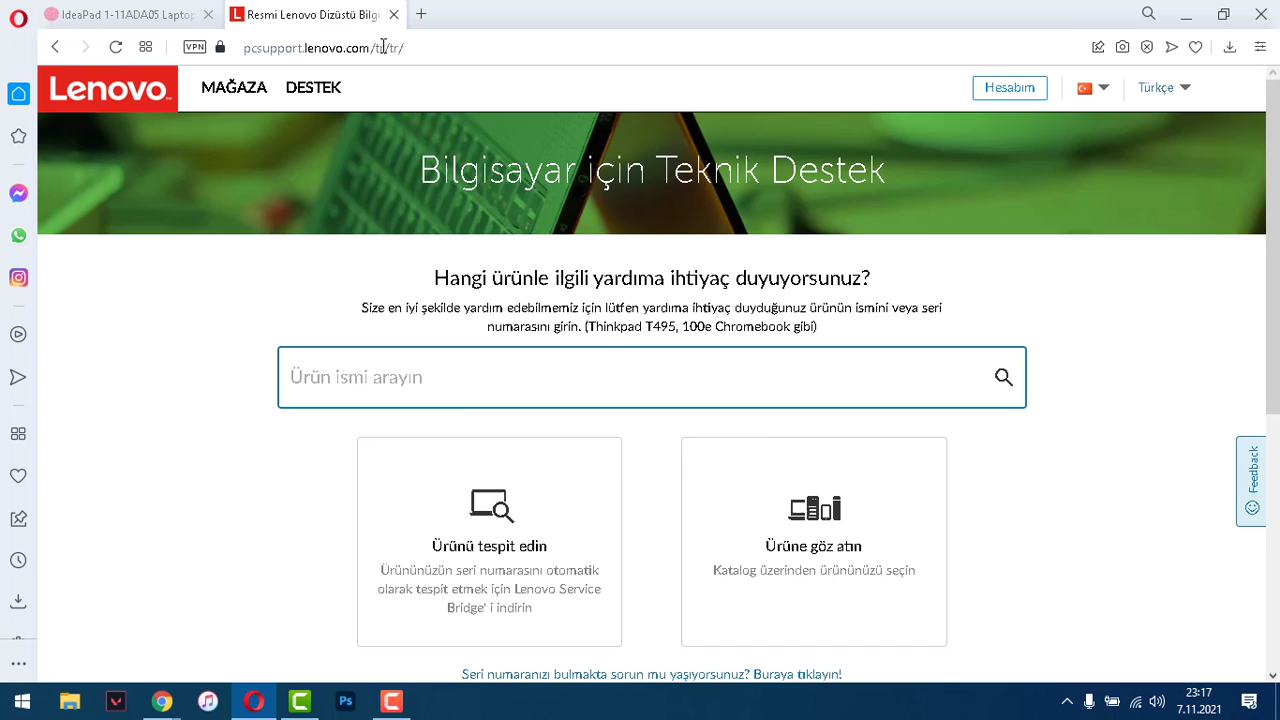 IdeaPad 1-11ADA05 Laptop
Resmi Lenovo Dizüstü Bilgi
VPN
pcsupport.lenovo.com/tr/tr/
Lenovo
MAĞAZA
DESTEK
Hesabım
Türkçe
Bilgisayar için Teknik Destek
Hangi ürünle ilgili yardıma ihtiyaç duyuyorsunuz?
Size en iyi şekilde yardım edebilmemiz için lütfen yardıma ihtiyaç duyduğunuz ürünün ismini veya seri
numarasını girin. (Thinkpad T495, 100e Chromebook gibi)
Ürün ismi arayın
Ürünü tespit edin
Ürününüzün seri numarasını otomatik
olarak tespit etmek için Lenovo Service
Bridge' i indirin
Ürüne göz atın
Katalog üzerinden ürününüzü seçin
Feedback
Seri numaranızı bulmakta sorun mu yaşıyorsunuz? Buraya tıklayın!
Ps
23:17
7.11.2021